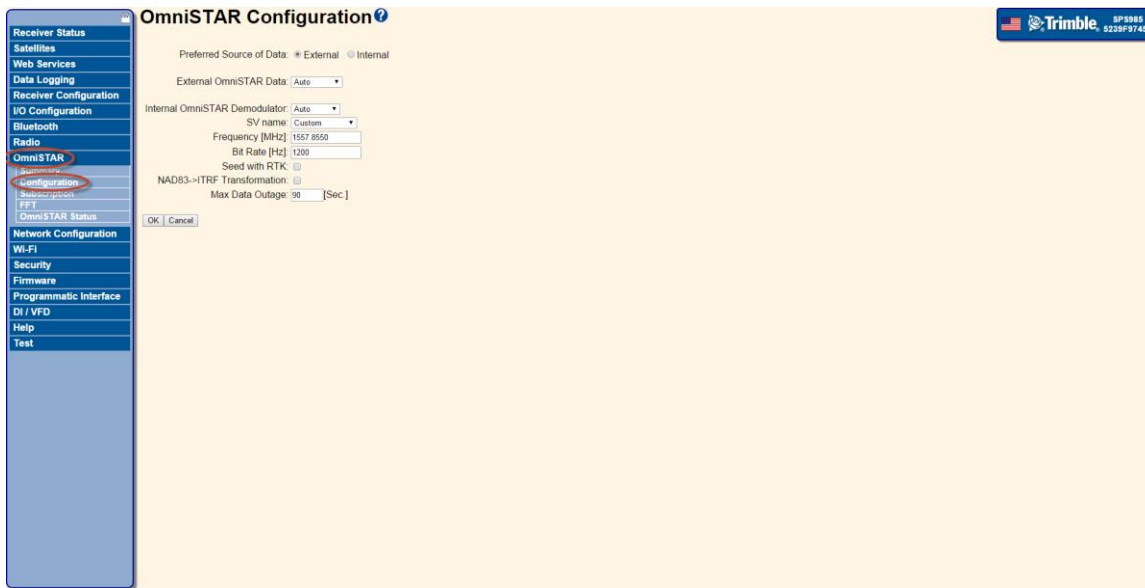 OmniSTAR Configuration
Trimble. SPS985
5239F9745
Receiver Status
Satellites
Web Services
Data Logging
Receiver Configuration
I/O Configuration
Bluetooth
Radio
OmniSTAR
Summary
Configuration
Subscription
FFT
OmniSTAR Status
Network Configuration
Wi-Fi
Security
Firmware
Programmatic Interface
DI / VFD
Help
Test
Preferred Source of Data: External Internal
External OmniSTAR Data: Auto
Internal OmniSTAR Demodulator: Auto
SV name: Custom
Frequency [MHz]: 1557.8550
Bit Rate [Hz]: 1200
Seed with RTK:
NAD83->ITRF Transformation:
Max Data Outage: 90 [Sec.]
OK Cancel